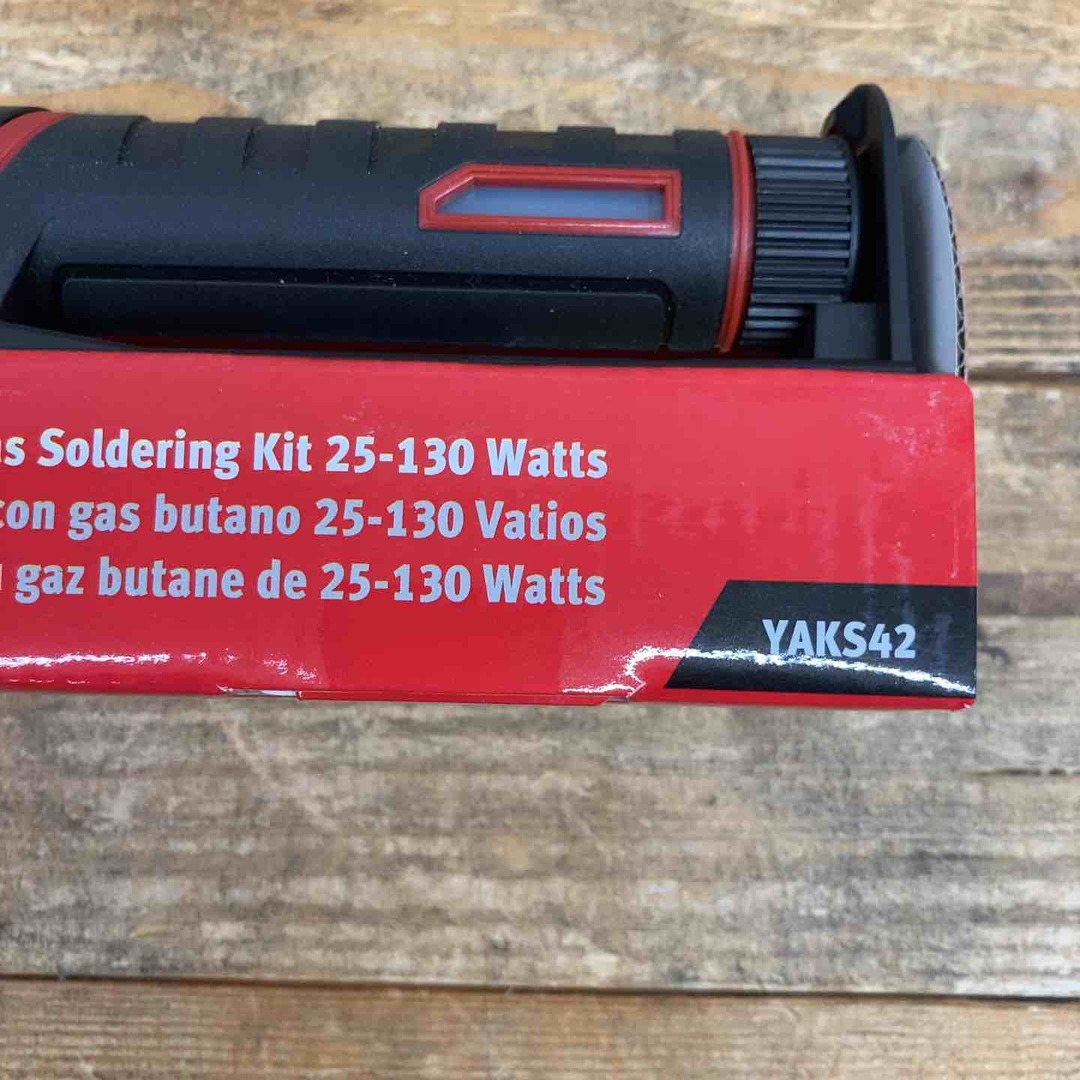 Soldering Kit 25-130 Watts
con gas butano 25-130 Vatios
gaz butane de 25-130 Watts
YAKS42